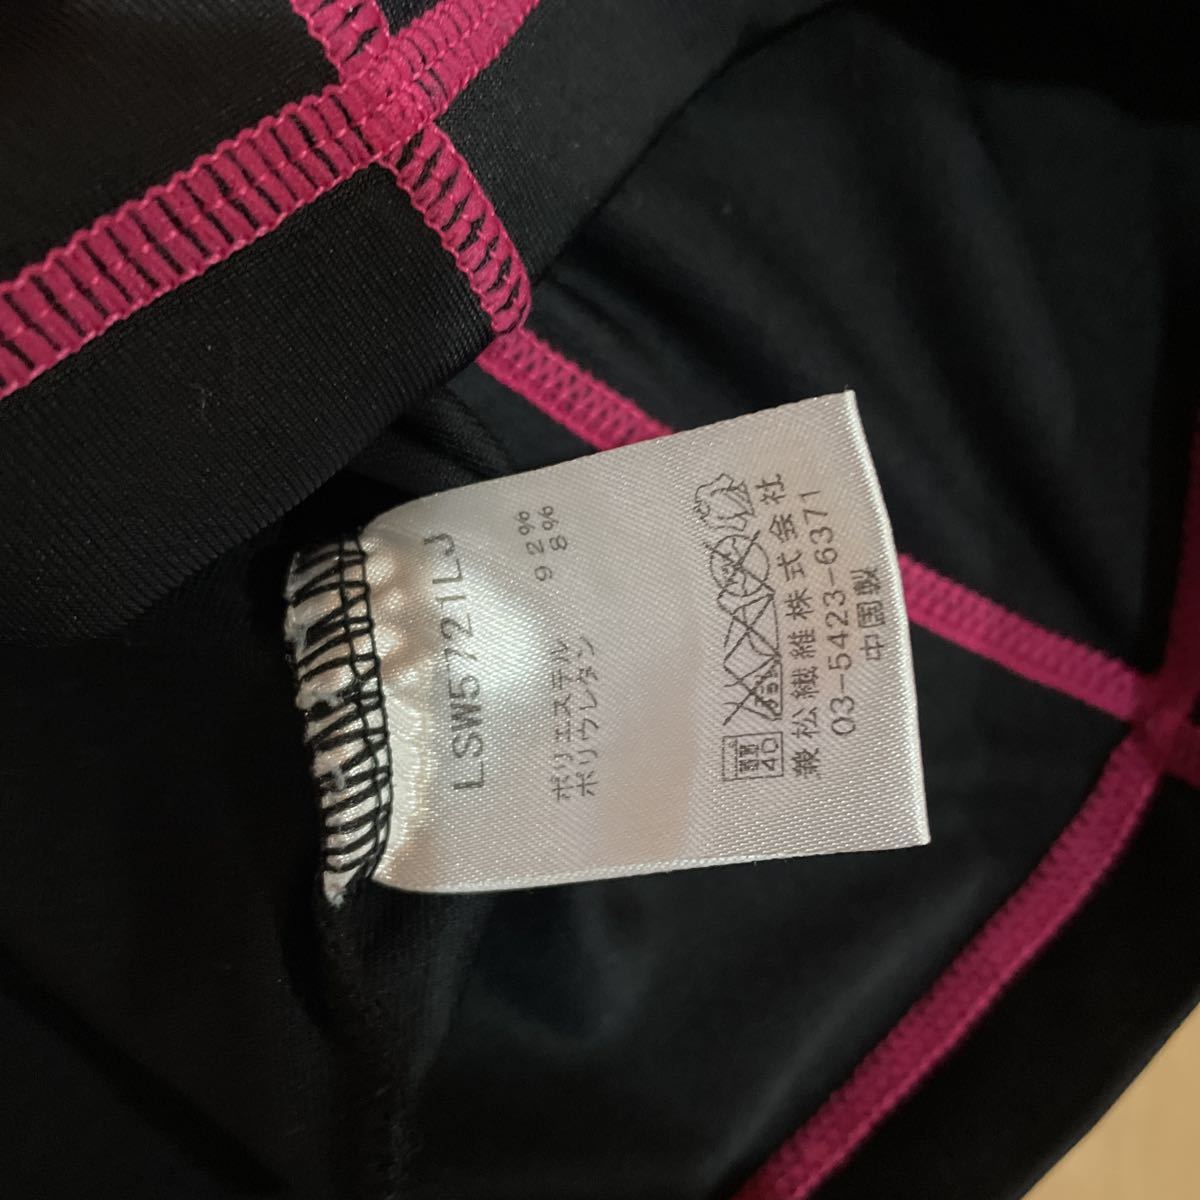 LSW5721LJ
ポリエステル 92%
ポリウレタン 8%
40
兼松繊維株式会社
03-5423-6371
中国製